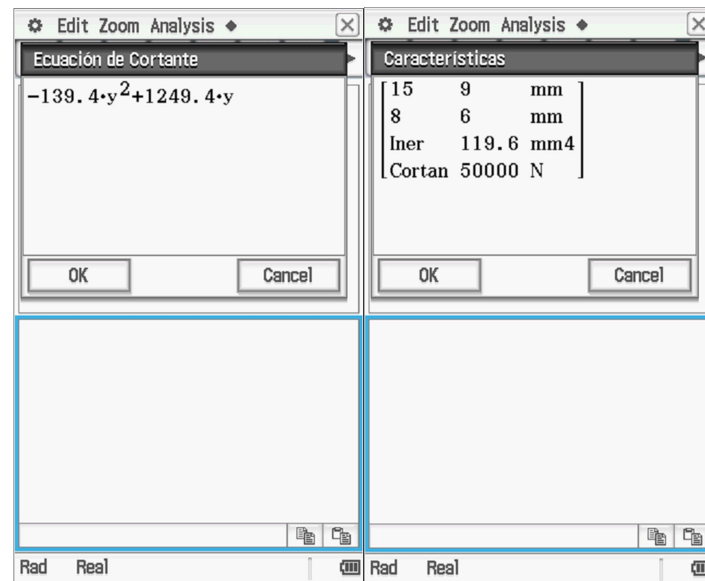 Edit Zoom Analysis ◆
Ecuación de Cortante
-139.4·y²+1249.4·y
OK Cancel
Rad Real
Edit Zoom Analysis ◆
Características
15 9 mm
8 6 mm
Iner 119.6 mm4
Cortan 50000 N
OK Cancel
Rad Real